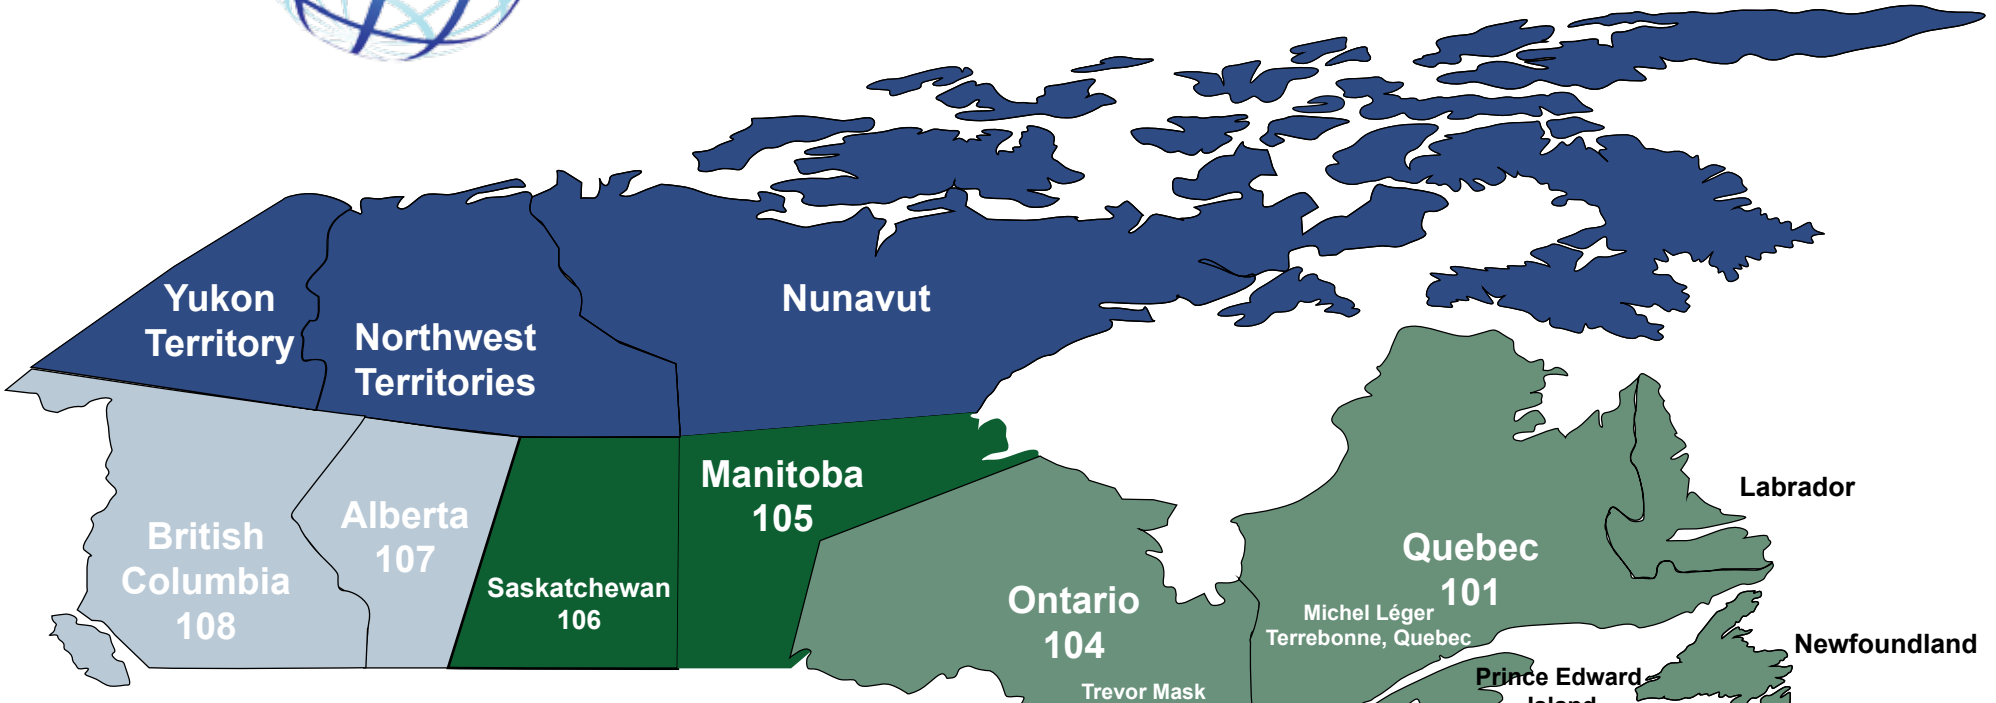 Yukon
Territory
Northwest
Territories
Nunavut
British
Columbia
108
Alberta
107
Saskatchewan
106
Manitoba
105
Ontario
104
Trevor Mask
Quebec
101
Michel Léger
Terrebonne, Quebec
Labrador
Newfoundland
Prince Edward
Island